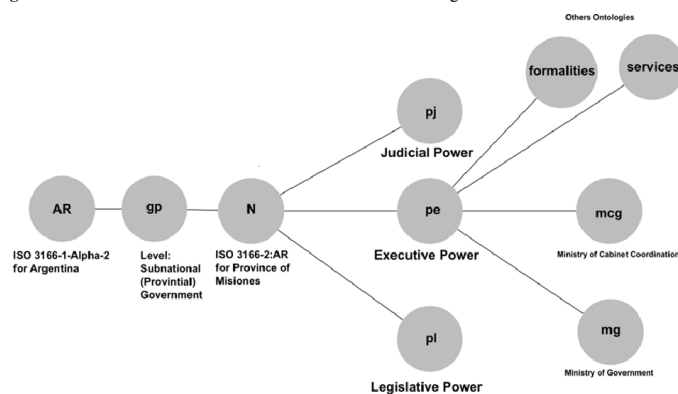 Others Ontologies
formalities
services
pj
Judicial Power
AR
gp
N
pe
mcg
ISO 3166-1-Alpha-2
for Argentina
Level:
Subnational
(Provintial)
Government
ISO 3166-2:AR
for Province of
Misiones
Executive Power
Ministry of Cabinet Coordination
mg
pl
Ministry of Government
Legislative Power